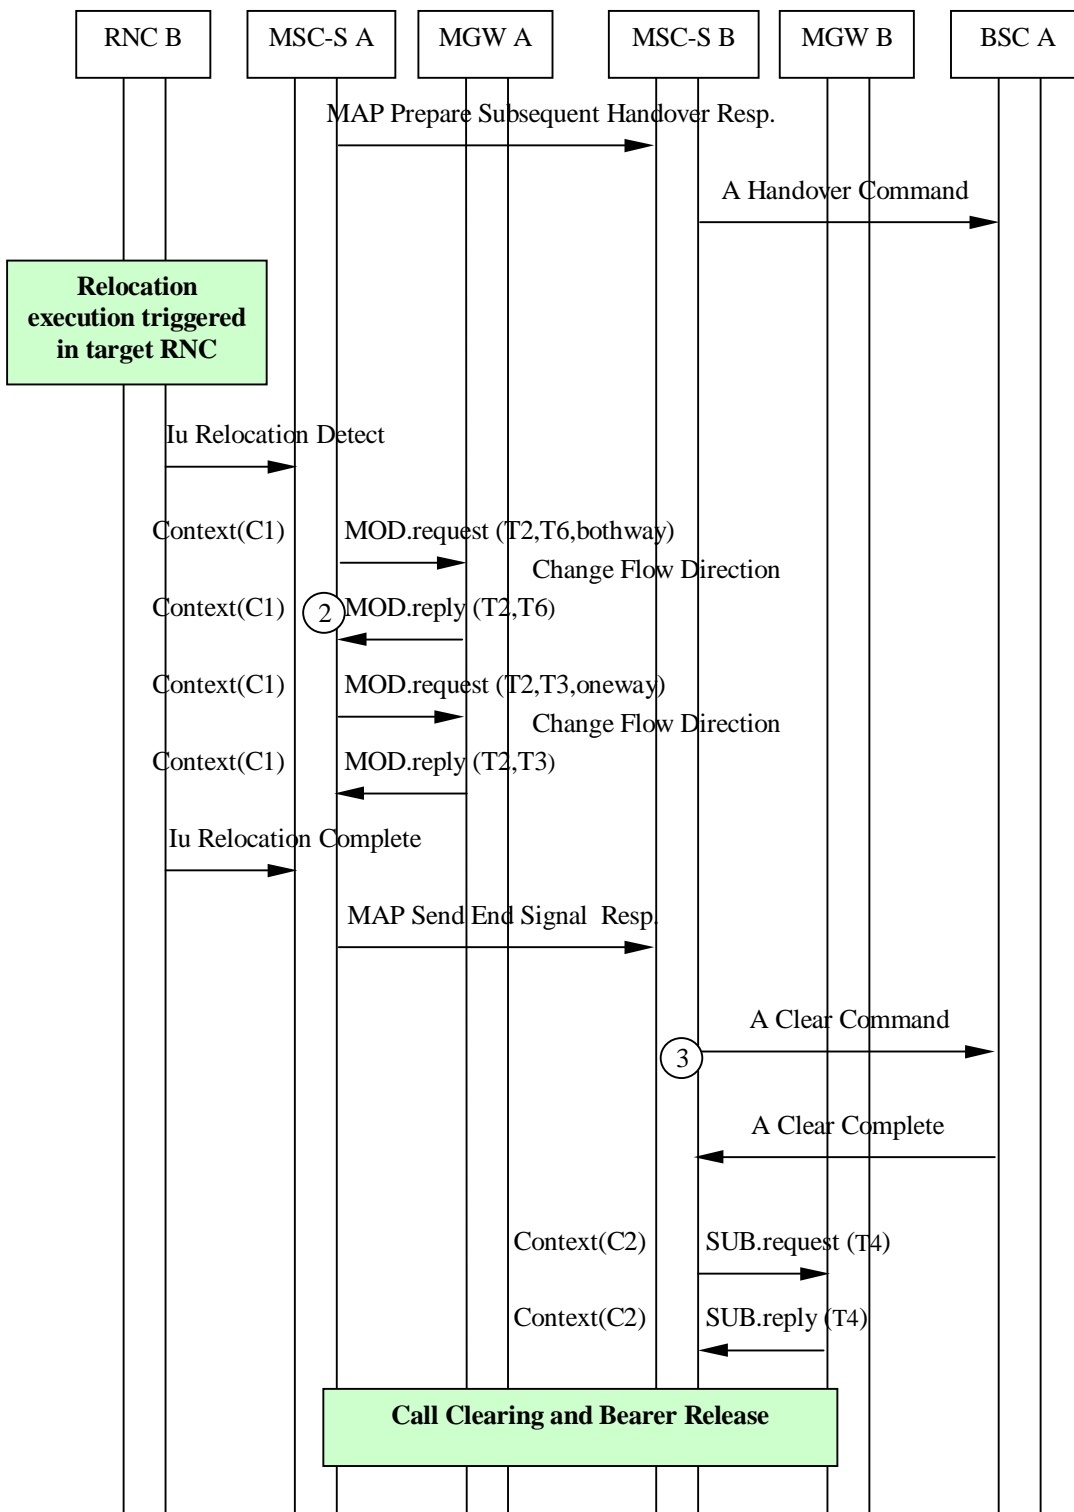 RNC B
MSC-S A
MGW A
MSC-S B
MGW B
BSC A
MAP Prepare Subsequent Handover Resp.
A Handover Command
Relocation
execution triggered
in target RNC
Iu Relocation Detect
Context(C1)
MOD.request (T2,T6,bothway)
Change Flow Direction
Context(C1)
2
MOD.reply (T2,T6)
Context(C1)
MOD.request (T2,T3,oneway)
Change Flow Direction
Context(C1)
MOD.reply (T2,T3)
Iu Relocation Complete
MAP Send End Signal Resp.
A Clear Command
3
A Clear Complete
Context(C2)
SUB.request (T4)
Context(C2)
SUB.reply (T4)
Call Clearing and Bearer Release